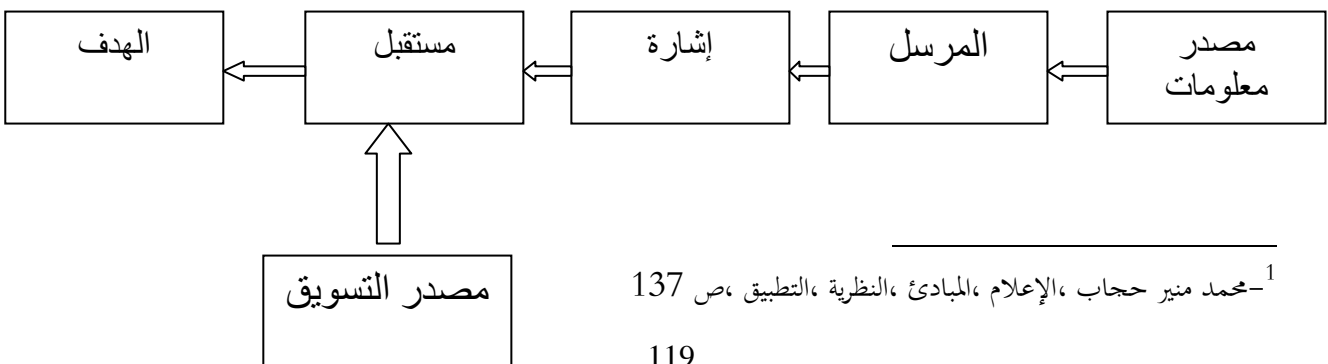 مصدر
معلومات
المرسل
إشارة
مستقبل
الهدف
مصدر التسويق
1-محمد منير حجاب ،الإعلام ،المبادئ ،النظرية ،التطبيق ،ص 137
119